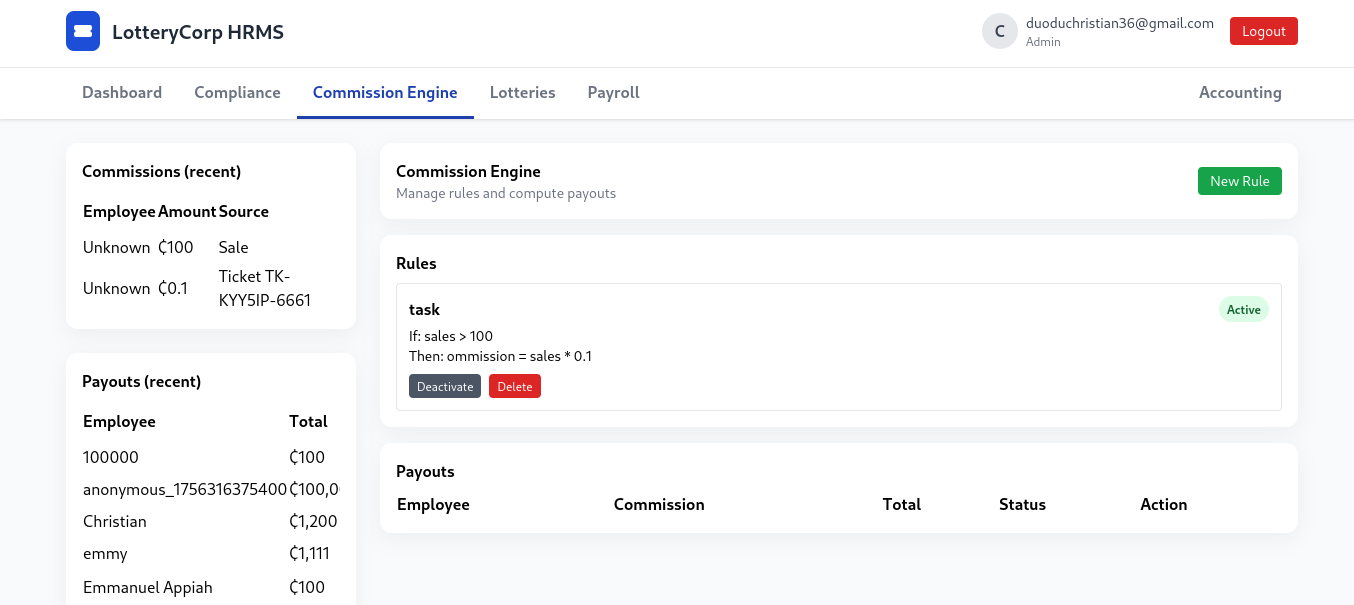 LotteryCorp HRMS
C
duoduchristian36@gmail.com
Admin
Logout
Dashboard Compliance Commission Engine Lotteries Payroll Accounting
Commissions (recent)
Employee Amount Source
Unknown ₵100 Sale
Unknown ₵0.1 Ticket TK-
KYY5IP-6661
Payouts (recent)
Employee Total
100000 ₵100
anonymous_1756316375400 ₵100,0
Christian ₵1,200
emmy ₵1,111
Emmanuel Appiah ₵100
Commission Engine
Manage rules and compute payouts
New Rule
Rules
task
Active
If: sales > 100
Then: ommission = sales * 0.1
Deactivate Delete
Payouts
Employee Commission Total Status Action